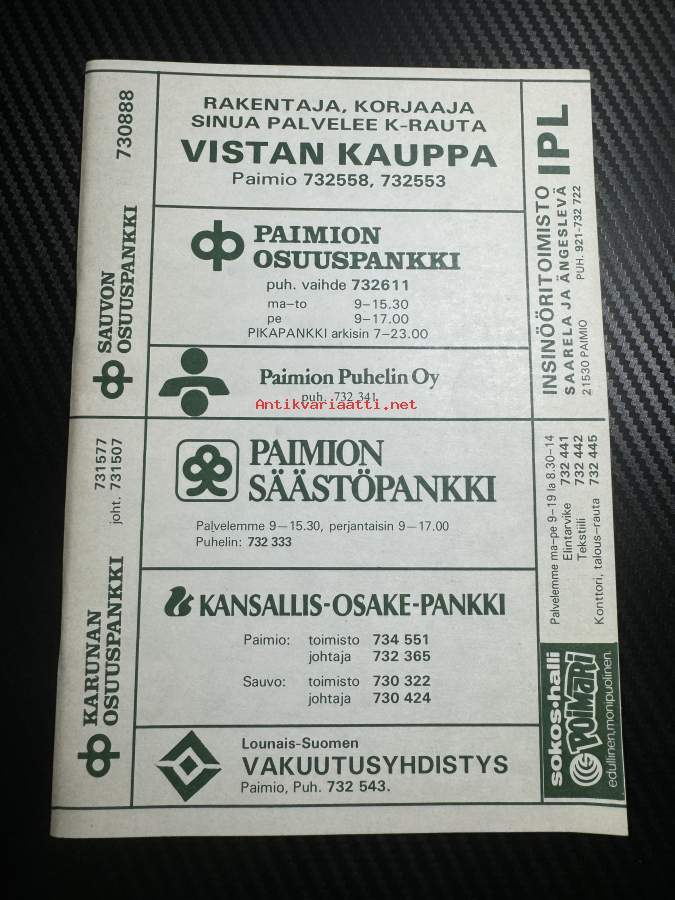 RAKENTAJA, KORJAAJA
SINUA PALVELEE K-RAUTA
VISTAN KAUPPA
Paimio 732558, 732553
PAIMION
OSUUSPANKKI
puh. vaihde 732611
ma–to 9–15.30
pe 9–17.00
PIKAPANKKI arkisin 7–23.00
Paimion Puhelin Oy
puh. 732 341
Antikvariaatti.net
PAIMION
SÄÄSTÖPANKKI
Palvelemme 9–15.30, perjantaisin 9–17.00
Puhelin: 732 333
KANSALLIS-OSAKE-PANKKI
Paimio: toimisto 734 551
johtaja 732 365
Sauvo: toimisto 730 322
johtaja 730 424
Lounais-Suomen
VAKUUTUSYHDISTYS
Paimio, Puh. 732 543.
SAUVON
OSUUSPANKKI
730888
KARUNAN
OSUUSPANKKI
731577
joht. 731507
INSINÖÖRITOIMISTO IPL
SAARELA JA ÄNGESLEVÄ
21530 PAIMIO PUH. 921-732 722
Palvelemme ma-pe 9–19 la 8.30–14
Elintarvike 732 441
Tekstiili 732 442
Konttori, talous-rauta 732 445
sokos-halli
POIMARI
edullinen, monipuolinen.